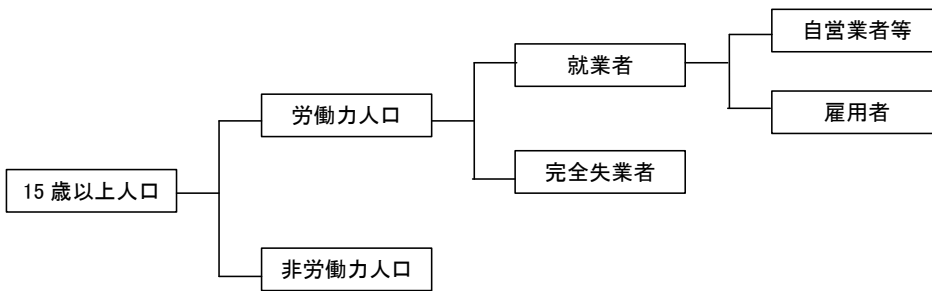 自営業者等
就業者
労働力人口
雇用者
完全失業者
15 歳以上人口
非労働力人口